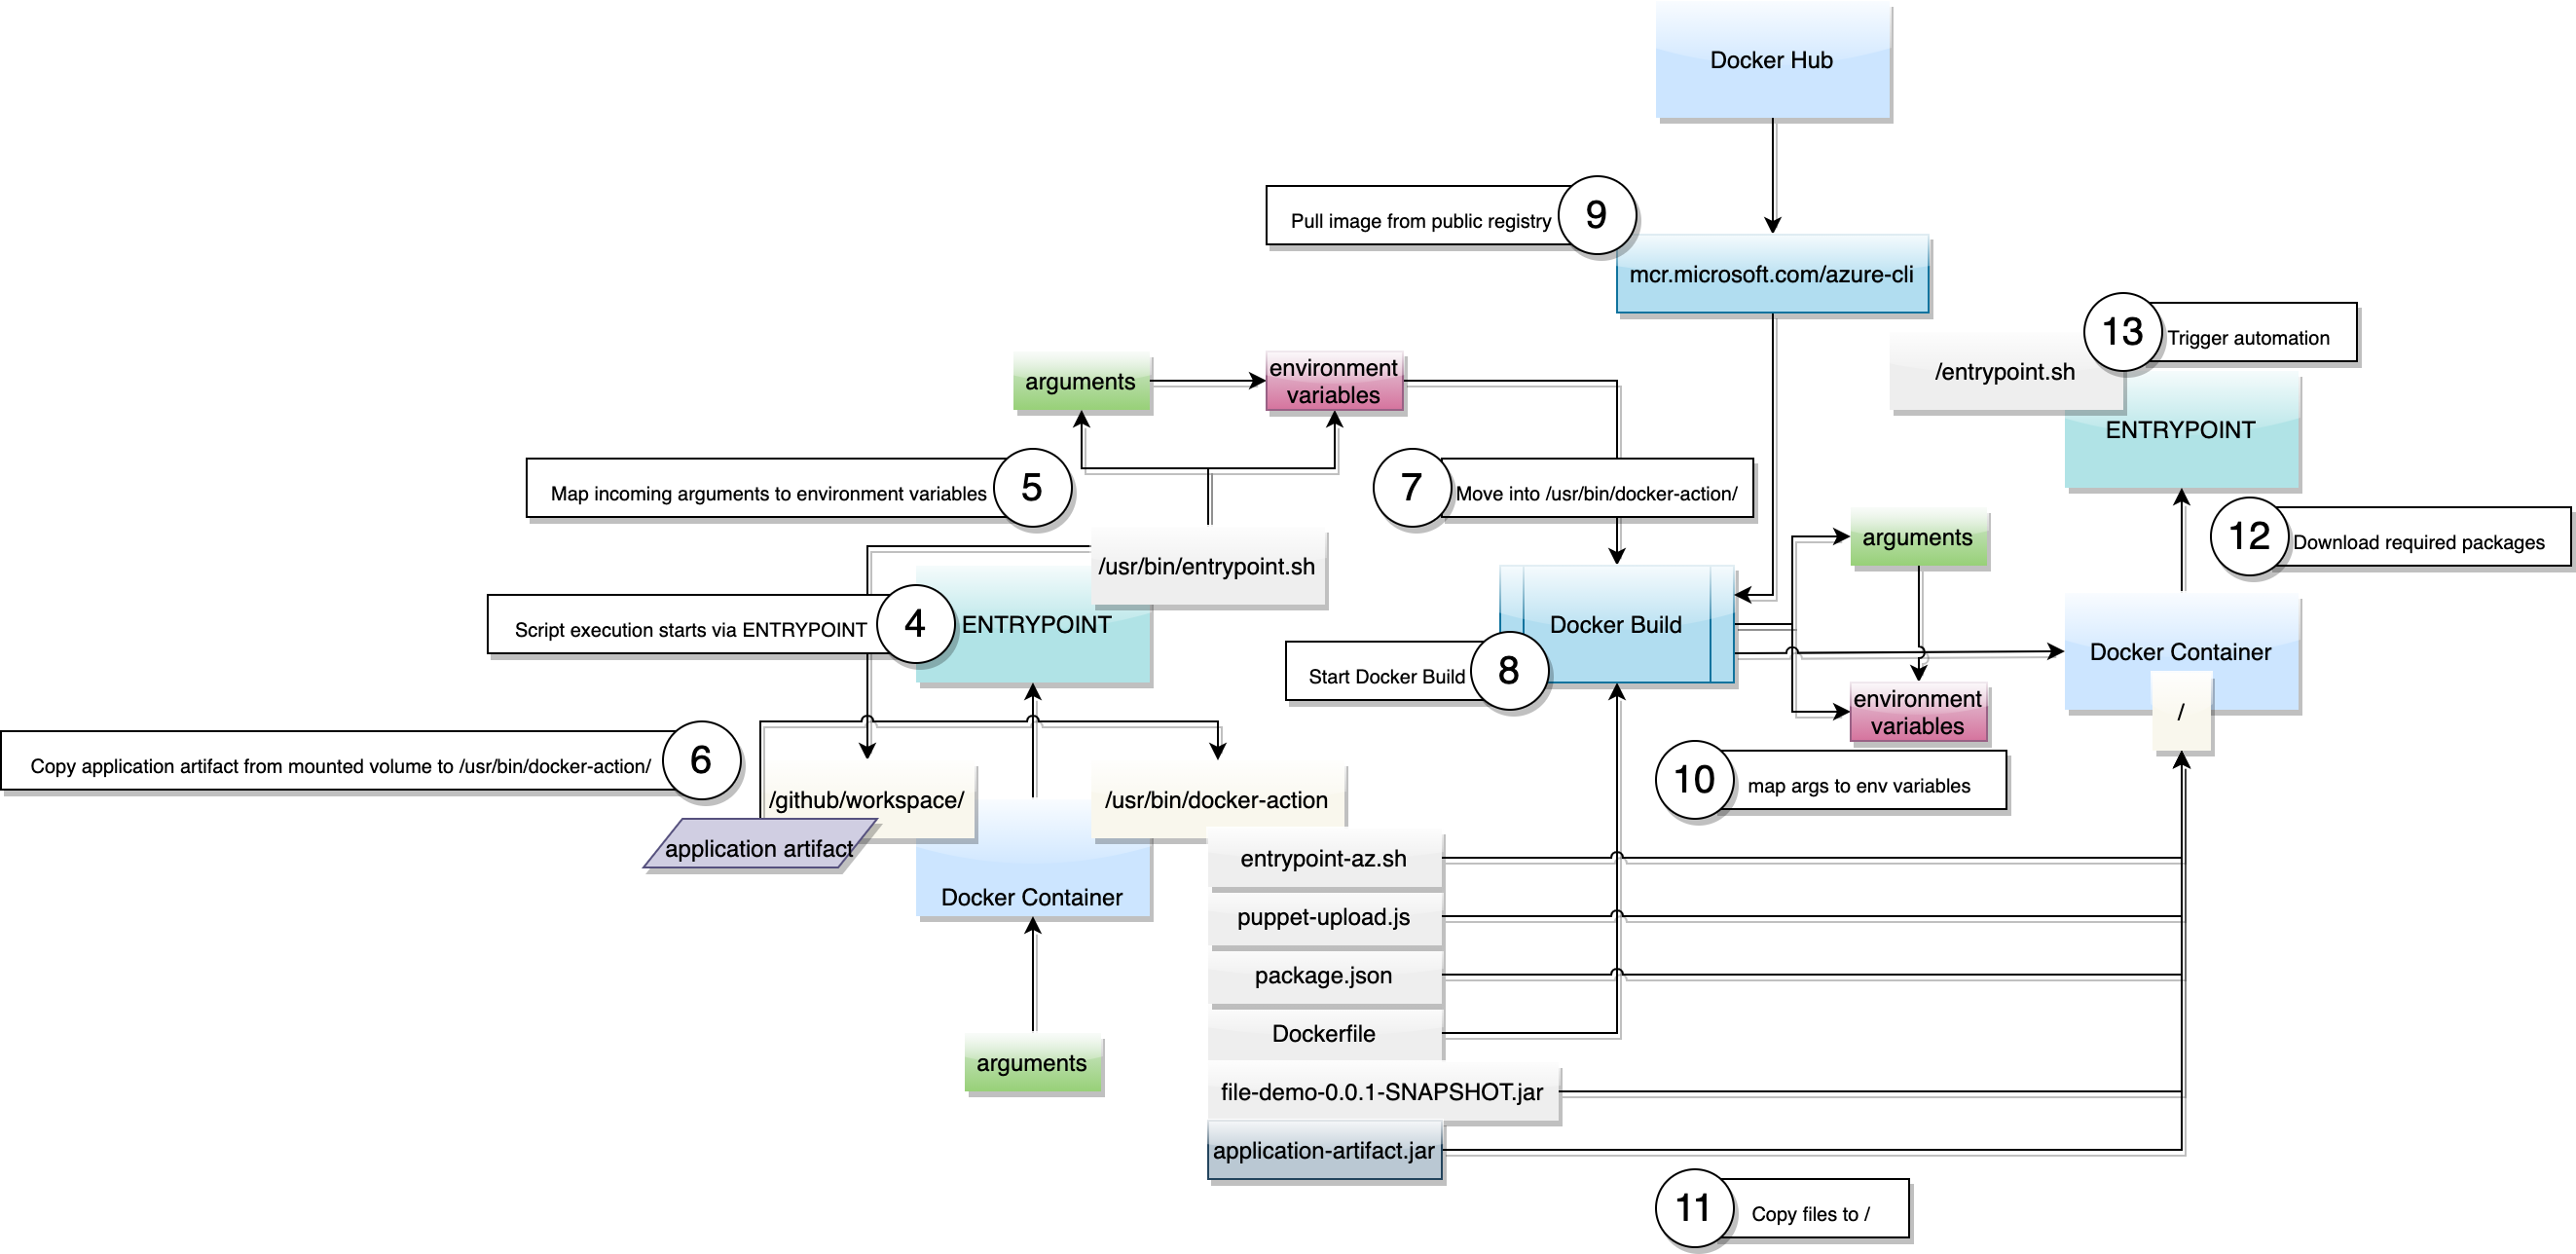 Docker Hub
Pull image from public registry
9
mcr.microsoft.com/azure-cli
13
Trigger automation
/entrypoint.sh
ENTRYPOINT
arguments
environment
variables
Map incoming arguments to environment variables
5
7
Move into /usr/bin/docker-action/
12
Download required packages
arguments
/usr/bin/entrypoint.sh
Script execution starts via ENTRYPOINT
4
ENTRYPOINT
Docker Build
Start Docker Build
8
Docker Container
/
environment
variables
Copy application artifact from mounted volume to /usr/bin/docker-action/
6
10
map args to env variables
/github/workspace/
/usr/bin/docker-action
application artifact
Docker Container
entrypoint-az.sh
puppet-upload.js
package.json
Dockerfile
arguments
file-demo-0.0.1-SNAPSHOT.jar
application-artifact.jar
11
Copy files to /